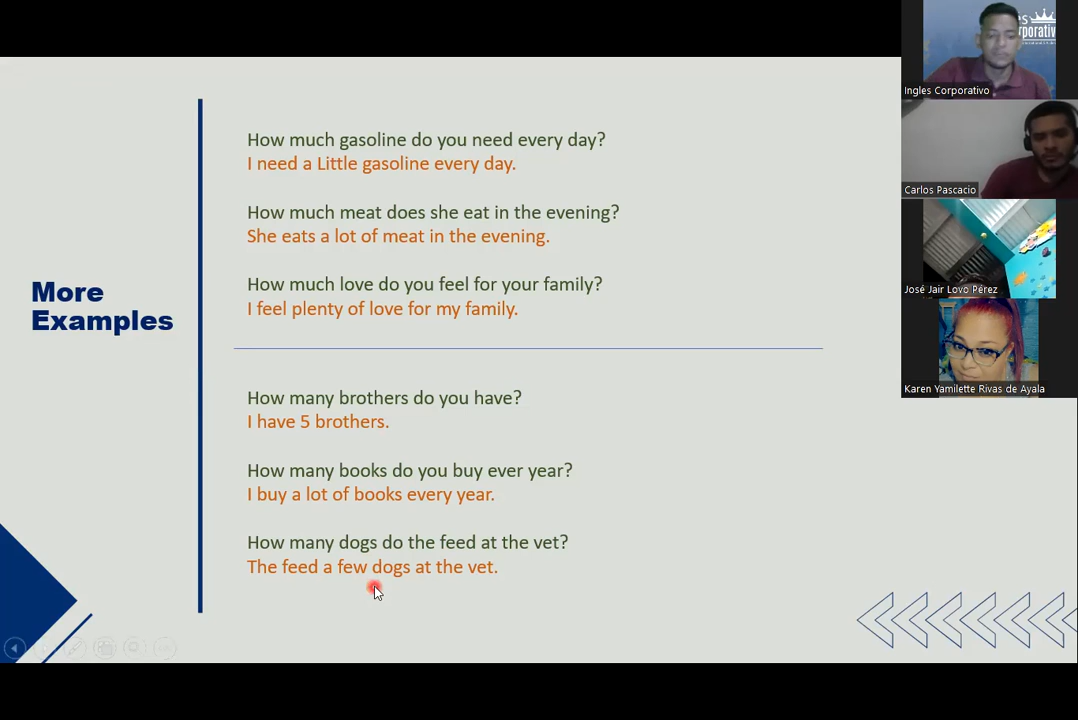 More
Examples
How much gasoline do you need every day?
I need a Little gasoline every day.
How much meat does she eat in the evening?
She eats a lot of meat in the evening.
How much love do you feel for your family?
I feel plenty of love for my family.
How many brothers do you have?
I have 5 brothers.
How many books do you buy ever year?
I buy a lot of books every year.
How many dogs do the feed at the vet?
The feed a few dogs at the vet.
Ingles Corporativo
Carlos Pascacio
José Jair Lovo Pérez
Karen Yamilette Rivas de Ayala